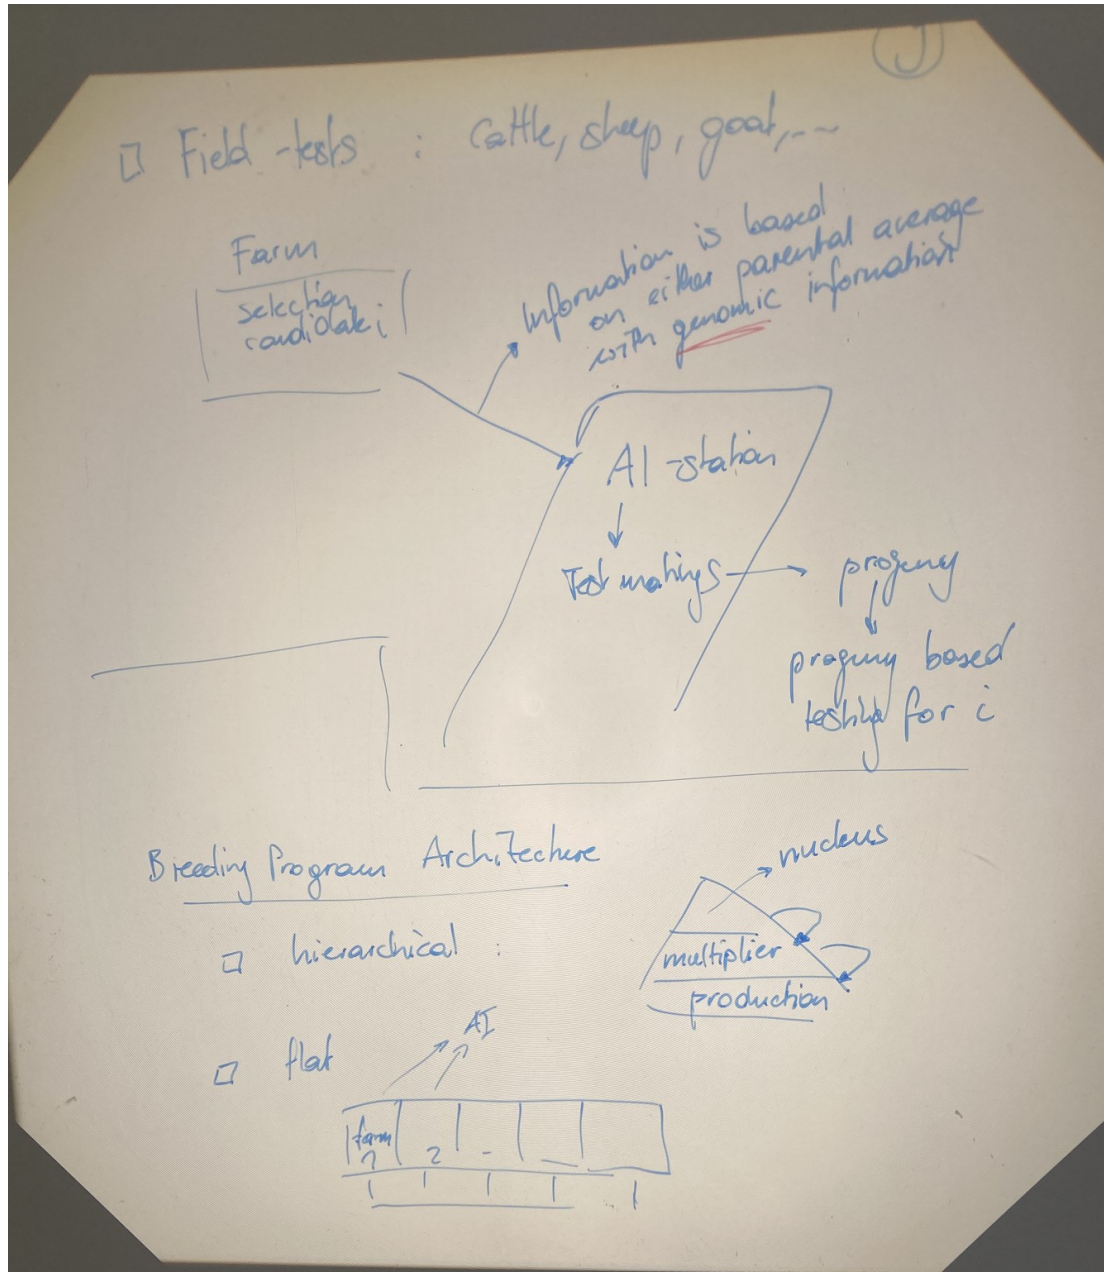 Field-tests : Cattle, sheep, goat, ...
Farm
selection
candidate i
Information is based
on either parental average
with genomic information
AI-station
Test matings
progeny
progeny based
testing for i
Breeding Program Architecture
nucleus
hierarchical :
multiplier
production
AI
flat
farm
2